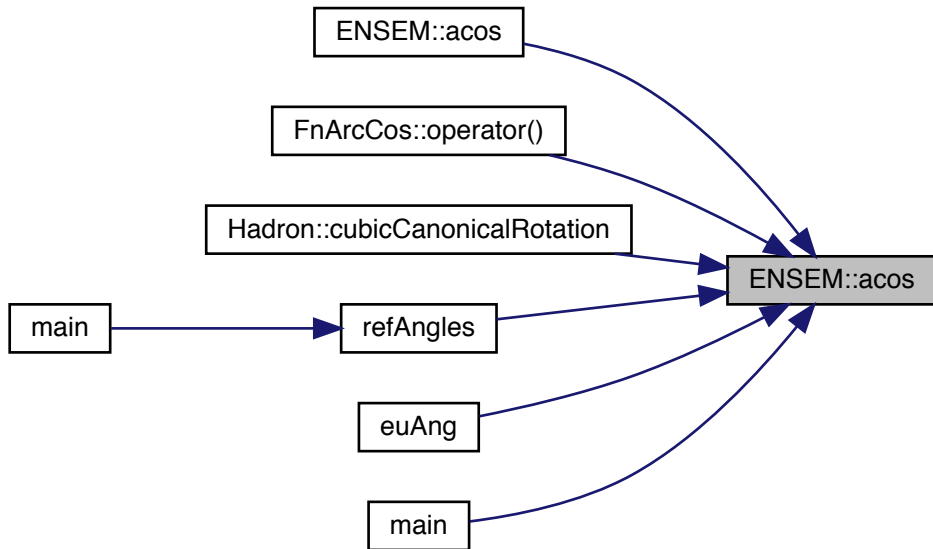 ENSEM::acos
FnArcCos::operator()
Hadron::cubicCanonicalRotation
ENSEM::acos
main
refAngles
euAng
main